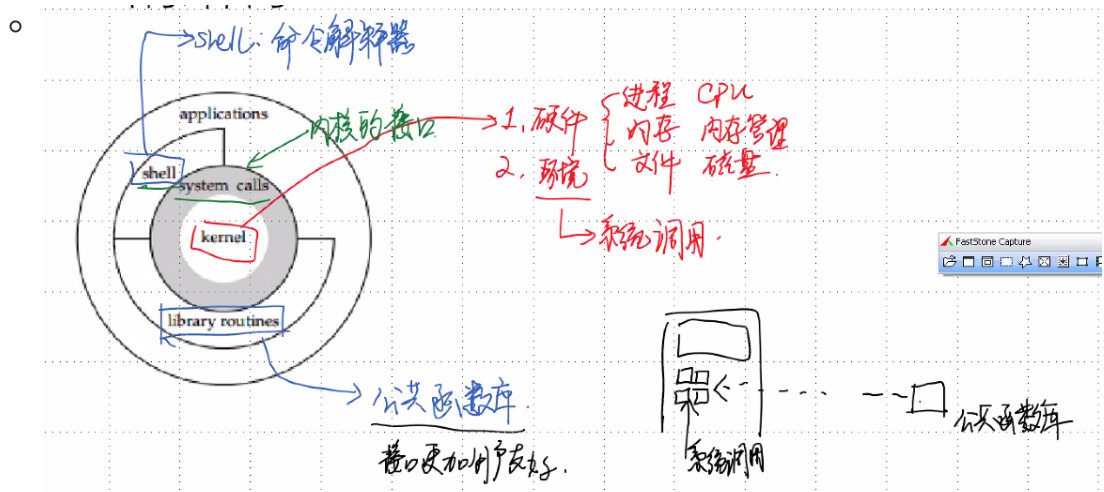 shell: 命令解释器
applications
内核的接口
1. 硬件
进程 CPU
内存 内存管理
文件 磁盘.
2. 环境
系统调用.
shell
system calls
kernel
library routines
FastStone Capture
公共函数库.
接口更加用户友好.
系统调用
公共函数库